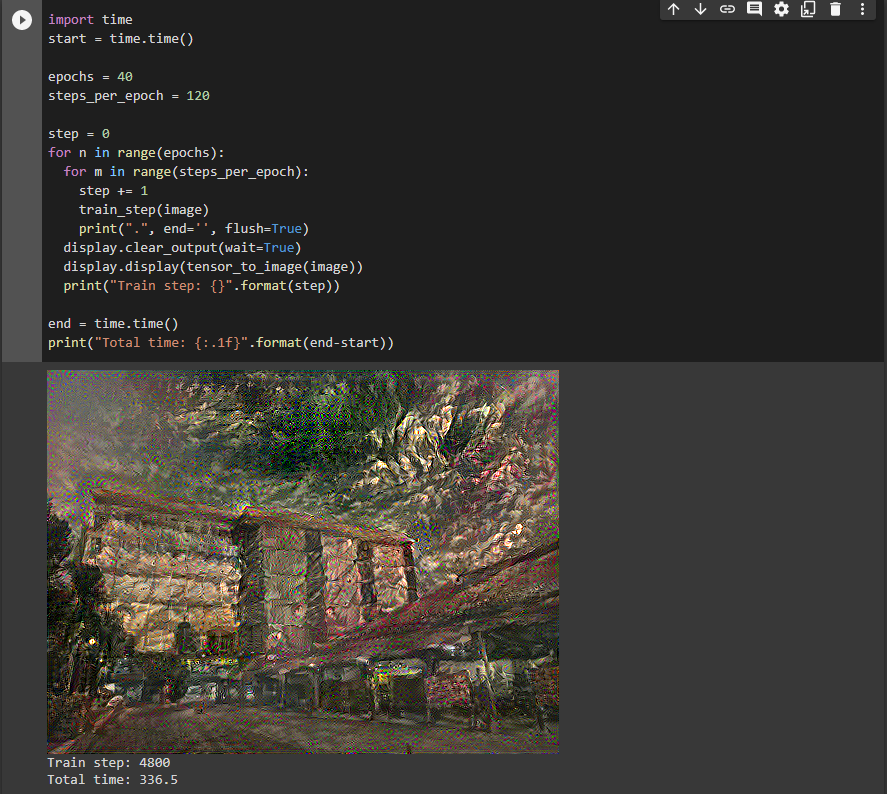 import time
start = time.time()
epochs = 40
steps_per_epoch = 120
step = 0
for n in range(epochs):
  for m in range(steps_per_epoch):
    step += 1
    train_step(image)
    print(".", end='', flush=True)
  display.clear_output(wait=True)
  display.display(tensor_to_image(image))
  print("Train step: {}".format(step))
end = time.time()
print("Total time: {:.1f}".format(end-start))
Train step: 4800
Total time: 336.5